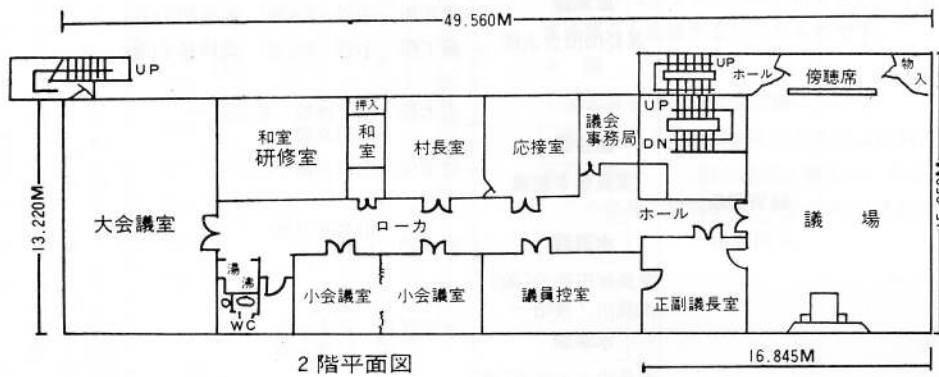 49.560M
UP
UP
ホール
傍聴席
物入
押入
和室
研修室
和室
村長室
応接室
議会
事務局
UP
DN
13.220M
大会議室
ローカ
ホール
議場
湯沸
小会議室
小会議室
議員控室
正副議長室
WC
2階平面図
16.845M